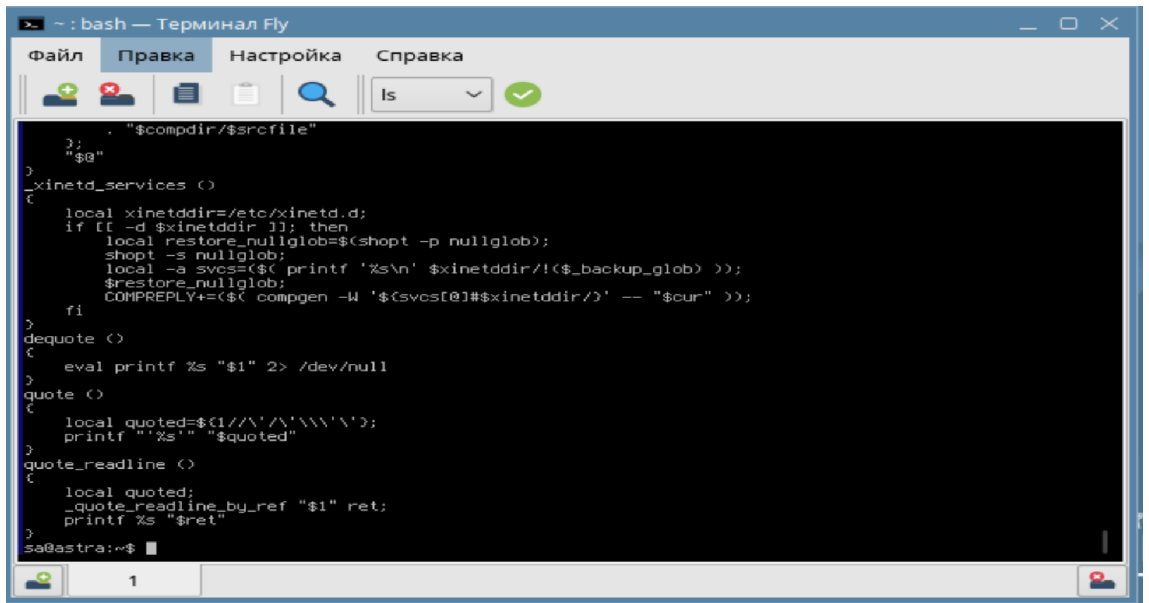 ~ : bash — Терминал Fly
Файл Правка Настройка Справка
ls
        . "$compdir/$srcfile"
    };
    "$@"
}
_xinetd_services ()
{
    local xinetddir=/etc/xinetd.d;
    if [[ -d $xinetddir ]]; then
        local restore_nullglob=$(shopt -p nullglob);
        shopt -s nullglob;
        local -a svcs=($( printf '%s\n' $xinetddir/!($_backup_glob) ));
        $restore_nullglob;
        COMPREPLY+=($( compgen -W '${svcs[@]#$xinetddir/}' -- "$cur" ));
    fi
}
dequote ()
{
    eval printf %s "$1" 2> /dev/null
}
quote ()
{
    local quoted=${1//\'/\'\\\'\'};
    printf "'%s'" "$quoted"
}
quote_readline ()
{
    local quoted;
    _quote_readline_by_ref "$1" ret;
    printf %s "$ret"
}
sa@astra:~$
1